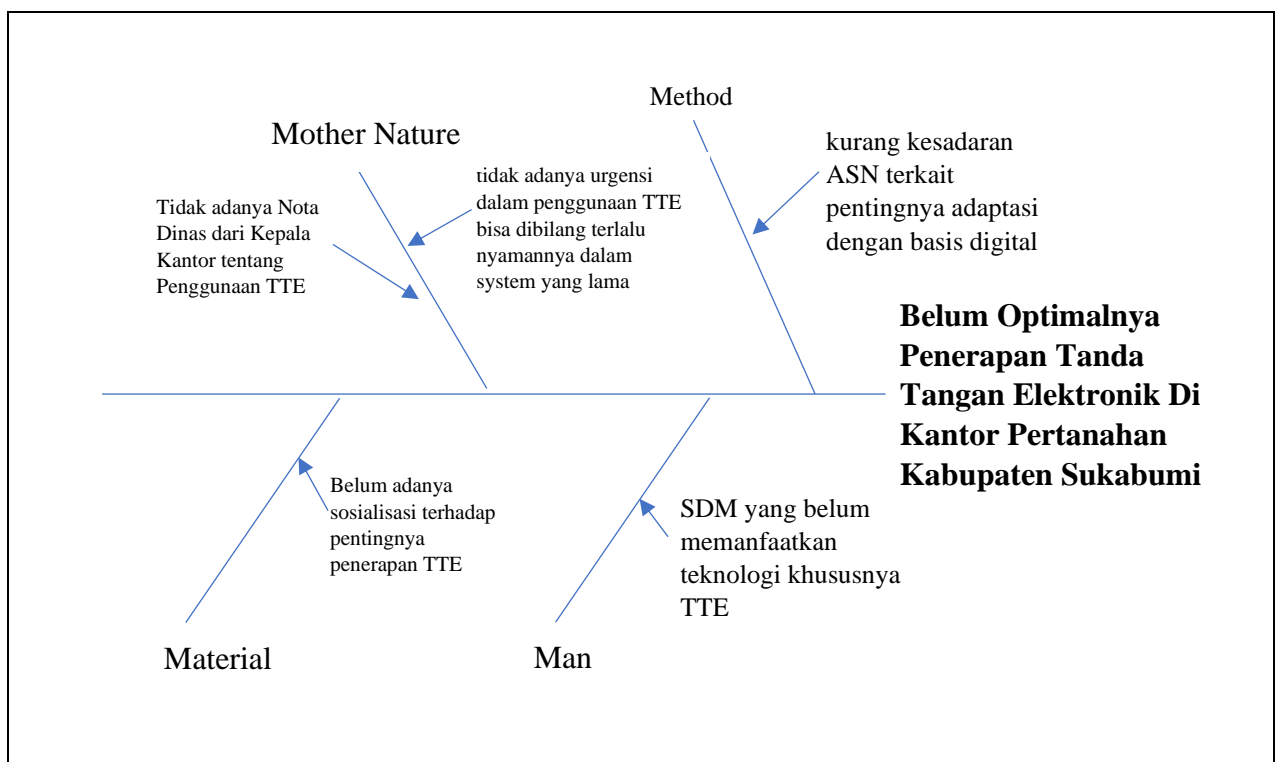 Method
Mother Nature
kurang kesadaran
ASN terkait
pentingnya adaptasi
dengan basis digital
tidak adanya urgensi
dalam penggunaan TTE
bisa dibilang terlalu
nyamannya dalam
system yang lama
Tidak adanya Nota
Dinas dari Kepala
Kantor tentang
Penggunaan TTE
Belum Optimalnya
Penerapan Tanda
Tangan Elektronik Di
Kantor Pertanahan
Kabupaten Sukabumi
Belum adanya
sosialisasi terhadap
pentingnya
penerapan TTE
SDM yang belum
memanfaatkan
teknologi khususnya
TTE
Material
Man